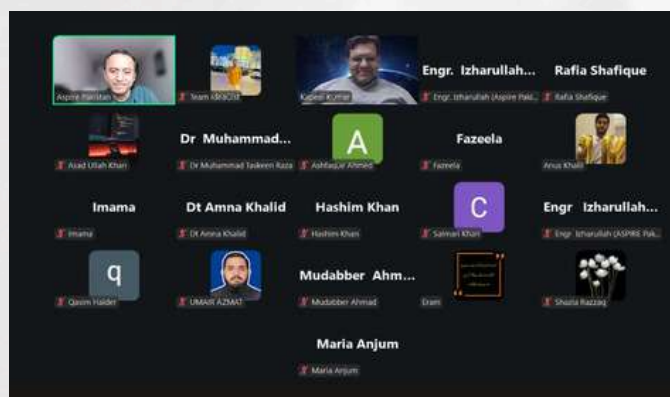 Aspire Pakistan
Team IdeaCist
Kapeel Kumar
Engr. Izharullah...
Engr. Izharullah (Aspire Paki...
Rafia Shafique
Rafia Shafique
Asad Ullah Khan
Dr Muhammad...
Dr Muhammad Taskeen Raza
A
Ashfaque Ahmed
Fazeela
Fazeela
Anus Khalil
Imama
Imama
Dt Amna Khalid
Dt Amna Khalid
Hashim Khan
Hashim Khan
C
Salman Khan
Engr Izharullah...
Engr Izharullah (ASPIRE Pak...
q
Qasim Haider
UMAIR AZMAT
Mudabber Ahm...
Mudabber Ahmad
Eram
Shazia Razzaq
Maria Anjum
Maria Anjum